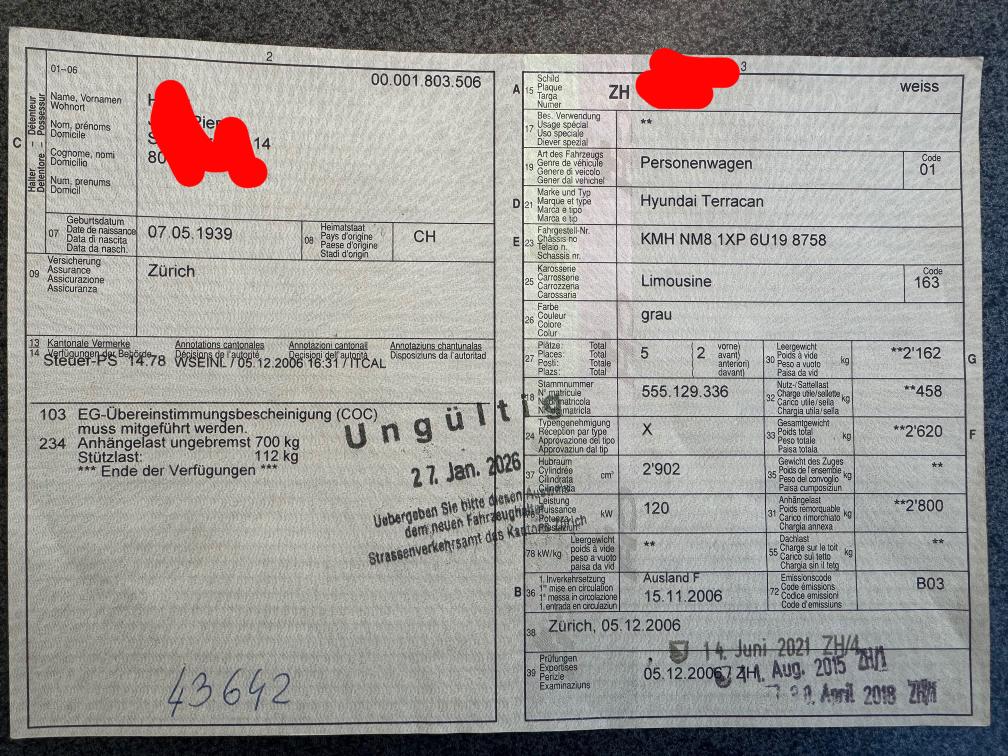 2
01–06
00.001.803.506
C
Halter – Détenteur
Detentore – Possessur
Name, Vornamen
Wohnort
Nom, prénoms
Domicile
Cognome, nomi
Domicilio
Num, prenums
Domicil
H
Pier
S 14
80
07
Geburtsdatum
Date de naissance
Data di nascita
Data da nasch.
07.05.1939
08
Heimatstaat
Pays d'origine
Paese d'origine
Stadi d'origin
CH
09
Versicherung
Assurance
Assicurazione
Assicuranza
Zürich
13 Kantonale Vermerke Annotations cantonales Annotazioni cantonali Annotaziuns chantunalas
14 Verfügungen der Behörde Décisions de l'autorité Decisioni dell'autorità Disposiziuns da l'autoritad
Steuer-PS 14.78 WSEINL / 05.12.2006 16:31 / ITCAL
103 EG-Übereinstimmungsbescheinigung (COC)
muss mitgeführt werden.
234 Anhängelast ungebremst 700 kg
Stützlast: 112 kg
*** Ende der Verfügungen ***
Ungültig
27. Jan. 2026
Uebergeben Sie bitte diesen
dem neuen Fahrzeughalter
Strassenverkehrsamt des Kantons Zürich
43642
3
A
15
Schild
Plaque
Targa
Numer
ZH
weiss
17
Bes. Verwendung
Usage spécial
Uso speciale
Diever spezial
**
19
Art des Fahrzeugs
Genre de véhicule
Genere di veicolo
Gener dal vehichel
Personenwagen
Code
01
D
21
Marke und Typ
Marque et type
Marca e tipo
Marca e tip
Hyundai Terracan
E
23
Fahrgestell-Nr.
Châssis no
Telaio n.
Schassis nr.
KMH NM8 1XP 6U19 8758
25
Karosserie
Carrosserie
Carrozzeria
Carossaria
Limousine
Code
163
26
Farbe
Couleur
Colore
Colur
grau
27
Plätze: Total
Places: Total
Posti: Totale
Plazs: Total
5
2
vorne)
avant)
anteriori)
davant)
30
Leergewicht
Poids à vide
Peso a vuoto
Paisa da vid
kg
**2'162
G
18
Stammnummer
N° matricule
N° matricola
matricla
555.129.336
32
Nutz-/Sattellast
Charge utile/sellette
Carico utile/sella
Chargia utila/sella
kg
**458
24
Typengenehmigung
Réception par type
Approvazione del tipo
Approvaziun dal tip
X
33
Gesamtgewicht
Poids total
Peso totale
Paisa totala
kg
**2'620
F
37
Hubraum
Cylindrée
Cilindrata
cm³
2'902
35
Gewicht des Zuges
Poids de l'ensemble
Peso del convoglio
Paisa cumposiziun
kg
**
Leistung
Puissance
Potenza
kW
120
31
Anhängelast
Poids remorquable
Carico rimorchiato
Chargia annexa
kg
**2'800
78 kW/kg
Leergewicht
poids à vide
peso a vuoto
paisa da vid
**
55
Dachlast
Charge sur le toit
Carico sul tetto
Chargia sin il tetg
kg
**
B
36
1. Inverkehrsetzung
1re mise en circulation
1a messa in circolazione
1. entrada en circulaziun
Ausland F
15.11.2006
72
Emissionscode
Code émissions
Codice emissioni
Code d'emissiuns
B03
38
Zürich, 05.12.2006
39
Prüfungen
Expertises
Perizie
Examinaziuns
05.12.2006 ZH
14. Juni 2021 ZH/4
Aug. 2015 ZH/1
April 2018 ZH/1